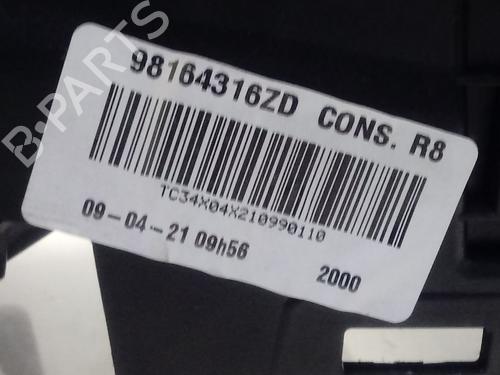 B-PARTS
98164316ZD CONS. R8
TC34X04X210990110
09-04-21 09h56
2000